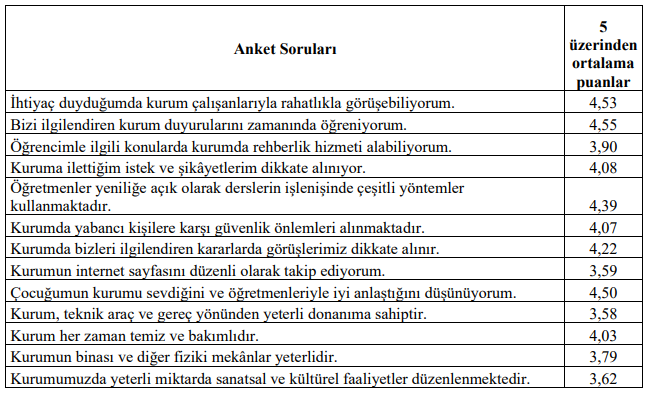 Anket Soruları
5
üzerinden
ortalama
puanlar
İhtiyaç duyduğumda kurum çalışanlarıyla rahatlıkla görüşebiliyorum. 4,53
Bizi ilgilendiren kurum duyurularını zamanında öğreniyorum. 4,55
Öğrencimle ilgili konularda kurumda rehberlik hizmeti alabiliyorum. 3,90
Kuruma ilettiğim istek ve şikâyetlerim dikkate alınıyor. 4,08
Öğretmenler yeniliğe açık olarak derslerin işlenişinde çeşitli yöntemler
kullanmaktadır. 4,39
Kurumda yabancı kişilere karşı güvenlik önlemleri alınmaktadır. 4,07
Kurumda bizleri ilgilendiren kararlarda görüşlerimiz dikkate alınır. 4,22
Kurumun internet sayfasını düzenli olarak takip ediyorum. 3,59
Çocuğumun kurumu sevdiğini ve öğretmenleriyle iyi anlaştığını düşünüyorum. 4,50
Kurum, teknik araç ve gereç yönünden yeterli donanıma sahiptir. 3,58
Kurum her zaman temiz ve bakımlıdır. 4,03
Kurumun binası ve diğer fiziki mekânlar yeterlidir. 3,79
Kurumumuzda yeterli miktarda sanatsal ve kültürel faaliyetler düzenlenmektedir. 3,62